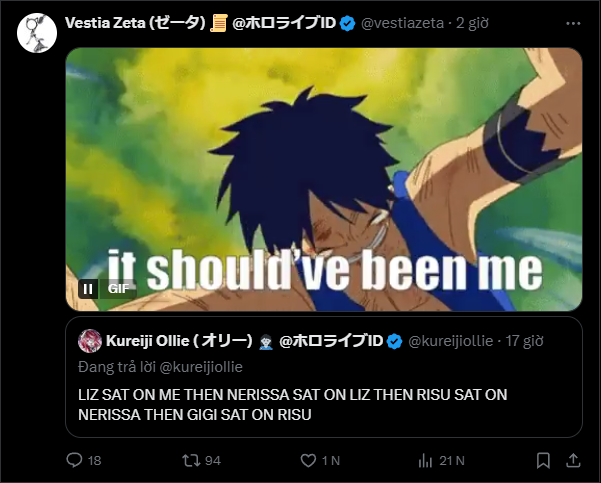 Vestia Zeta (ゼータ) 📜 @ホロライブID @vestiazeta · 2 giờ
it should've been me
GIF
Kureiji Ollie ( オリー) 🧟‍♀️ @ホロライブID @kureijiollie · 17 giờ
Đang trả lời @kureijiollie
LIZ SAT ON ME THEN NERISSA SAT ON LIZ THEN RISU SAT ON
NERISSA THEN GIGI SAT ON RISU
18 94 1 N 21 N